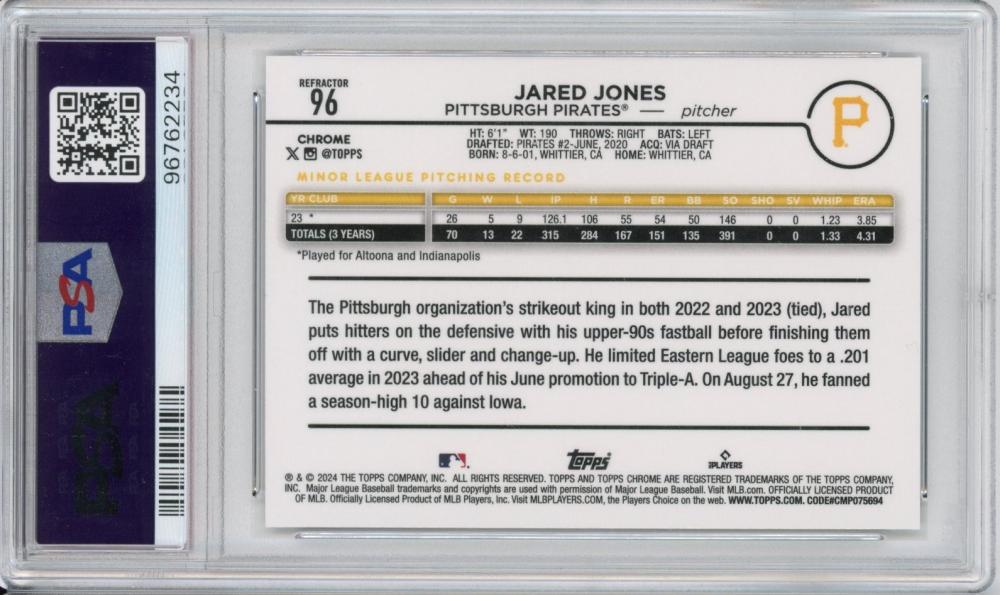 96762234
PSA
PSA
REFRACTOR
96
JARED JONES
PITTSBURGH PIRATES® — pitcher
P
CHROME
@TOPPS
HT: 6'1" WT: 190 THROWS: RIGHT BATS: LEFT
DRAFTED: PIRATES #2-JUNE, 2020 ACQ: VIA DRAFT
BORN: 8-6-01, WHITTIER, CA HOME: WHITTIER, CA
MINOR LEAGUE PITCHING RECORD
YR CLUB G W L IP H R ER BB SO SHO SV WHIP ERA
23 * 26 5 9 126.1 106 55 54 50 146 0 0 1.23 3.85
TOTALS (3 YEARS) 70 13 22 315 284 167 151 135 391 0 0 1.33 4.31
*Played for Altoona and Indianapolis
The Pittsburgh organization's strikeout king in both 2022 and 2023 (tied), Jared
puts hitters on the defensive with his upper-90s fastball before finishing them
off with a curve, slider and change-up. He limited Eastern League foes to a .201
average in 2023 ahead of his June promotion to Triple-A. On August 27, he fanned
a season-high 10 against Iowa.
Topps
PLAYERS
® & © 2024 THE TOPPS COMPANY, INC. ALL RIGHTS RESERVED. TOPPS AND TOPPS CHROME ARE REGISTERED TRADEMARKS OF THE TOPPS COMPANY,
INC. Major League Baseball trademarks and copyrights are used with permission of Major League Baseball. Visit MLB.com. OFFICIALLY LICENSED PRODUCT
OF MLB. Officially Licensed Product of MLB Players, Inc. Visit MLBPLAYERS.COM, the Players Choice on the web. WWW.TOPPS.COM. CODE#CMP075694